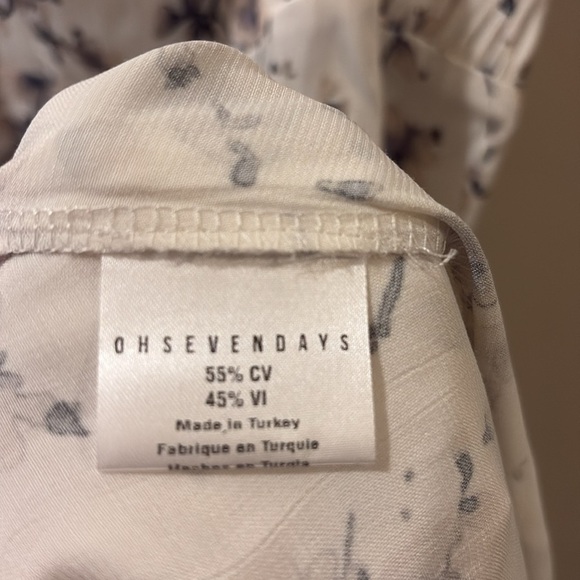 OHSEVENDAYS
55% CV
45% VI
Made in Turkey
Fabrique en Turquie